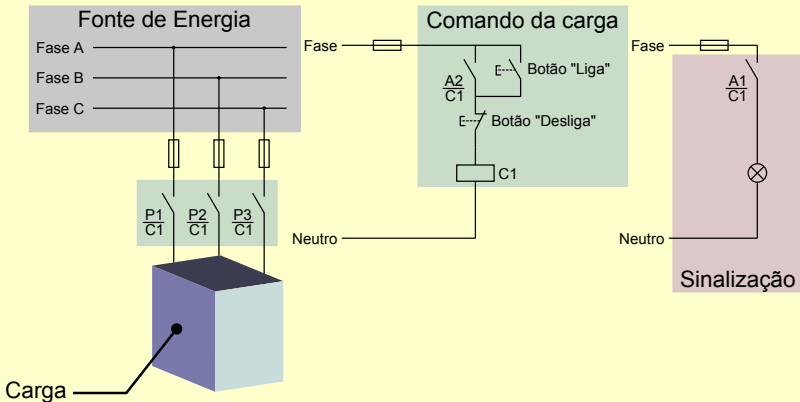 Fonte de Energia
Fase A
Fase B
Fase C
P1
C1
P2
C1
P3
C1
Carga
Comando da carga
Fase
A2
C1
Botão "Liga"
Botão "Desliga"
C1
Neutro
Fase
A1
C1
Neutro
Sinalização